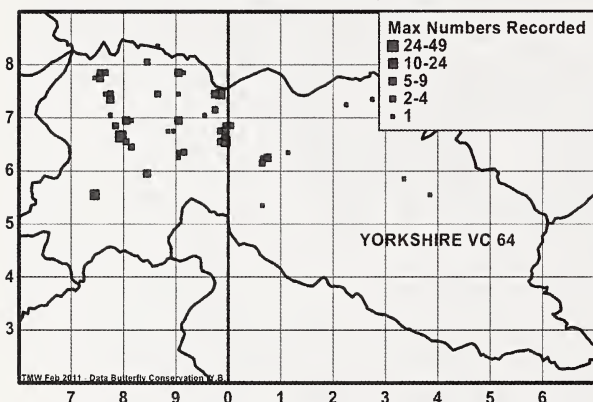 Max Numbers Recorded
24-49
10-24
5-9
2-4
1
8
7
6
5
4
3
YORKSHIRE VC 64
TMW Feb 2011 - Data Butterfly Conservation
7 8 9 0 1 2 3 4 5 6